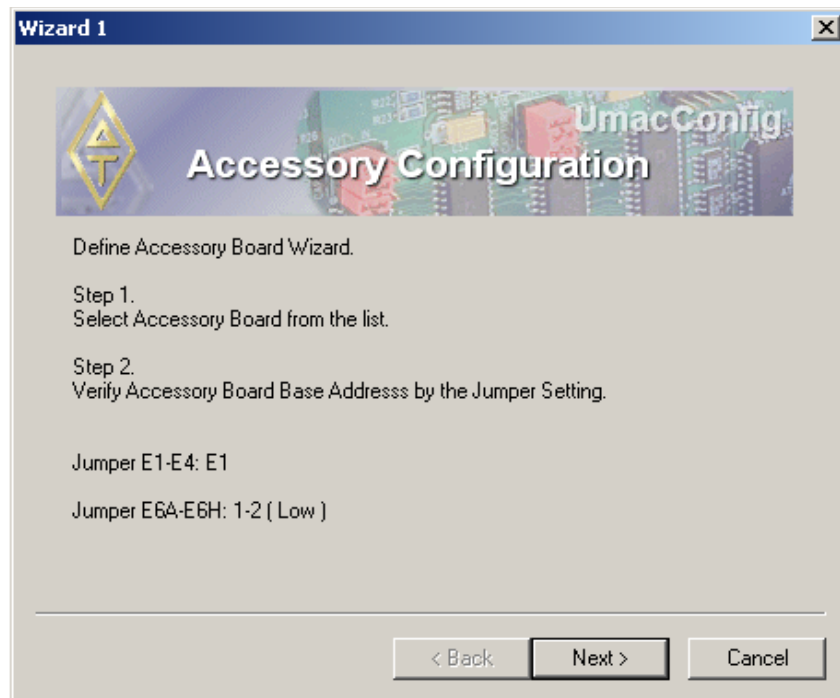 Wizard 1
UmacConfig
Accessory Configuration
Define Accessory Board Wizard.
Step 1.
Select Accessory Board from the list.
Step 2.
Verify Accessory Board Base Addresss by the Jumper Setting.
Jumper E1-E4: E1
Jumper E6A-E6H: 1-2 ( Low )
< Back
Next >
Cancel